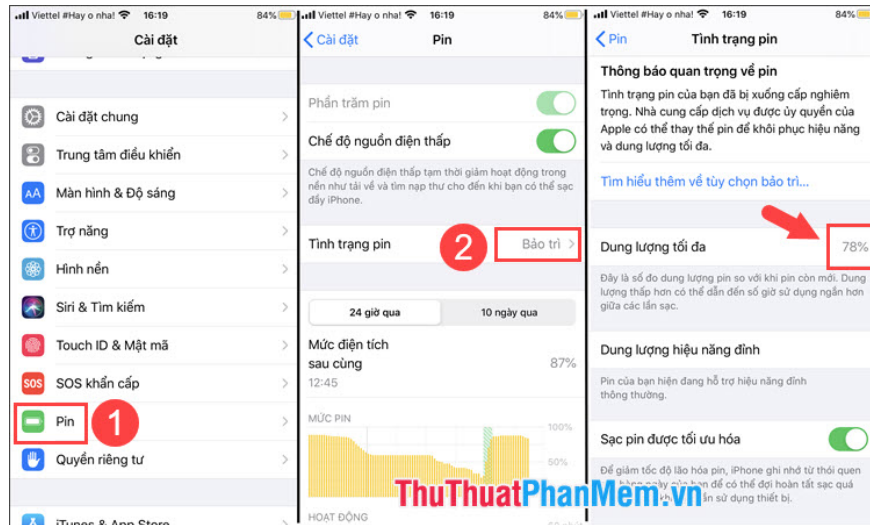 Viettel #Hay o nha! 16:19 84%
Cài đặt
Cài đặt chung
Trung tâm điều khiển
AA Màn hình & Độ sáng
Trợ năng
Hình nền
Siri & Tìm kiếm
Touch ID & Mật mã
SOS SOS khẩn cấp
Pin 1
Quyền riêng tư
iTunes & App Store
Viettel #Hay o nha! 16:19 84%
Cài đặt Pin
Phần trăm pin
Chế độ nguồn điện thấp
Chế độ nguồn điện thấp tạm thời giảm hoạt động trong
nền như tải về và tìm nạp thư cho đến khi bạn có thể sạc
đầy iPhone.
Tình trạng pin 2 Bảo trì
24 giờ qua 10 ngày qua
Mức điện tích
sau cùng 87%
12:45
MỨC PIN
100%
50%
HOẠT ĐỘNG
Viettel #Hay o nha! 16:19 84%
Pin Tình trạng pin
Thông báo quan trọng về pin
Tình trạng pin của bạn đã bị xuống cấp nghiêm
trọng. Nhà cung cấp dịch vụ được ủy quyền của
Apple có thể thay thế pin để khôi phục hiệu năng
và dung lượng tối đa.
Tìm hiểu thêm về tùy chọn bảo trì...
Dung lượng tối đa 78%
Đây là số đo dung lượng pin so với khi pin còn mới. Dung
lượng thấp hơn có thể dẫn đến số giờ sử dụng ngắn hơn
giữa các lần sạc.
Dung lượng hiệu năng đỉnh
Pin của bạn hiện đang hỗ trợ hiệu năng đỉnh
thông thường.
Sạc pin được tối ưu hóa
Để giảm tốc độ lão hóa pin, iPhone ghi nhớ từ thói quen
hàng ngày của bạn để có thể đợi hoàn tất sạc quá
sử dụng thiết bị.
ThuThuatPhanMem.vn